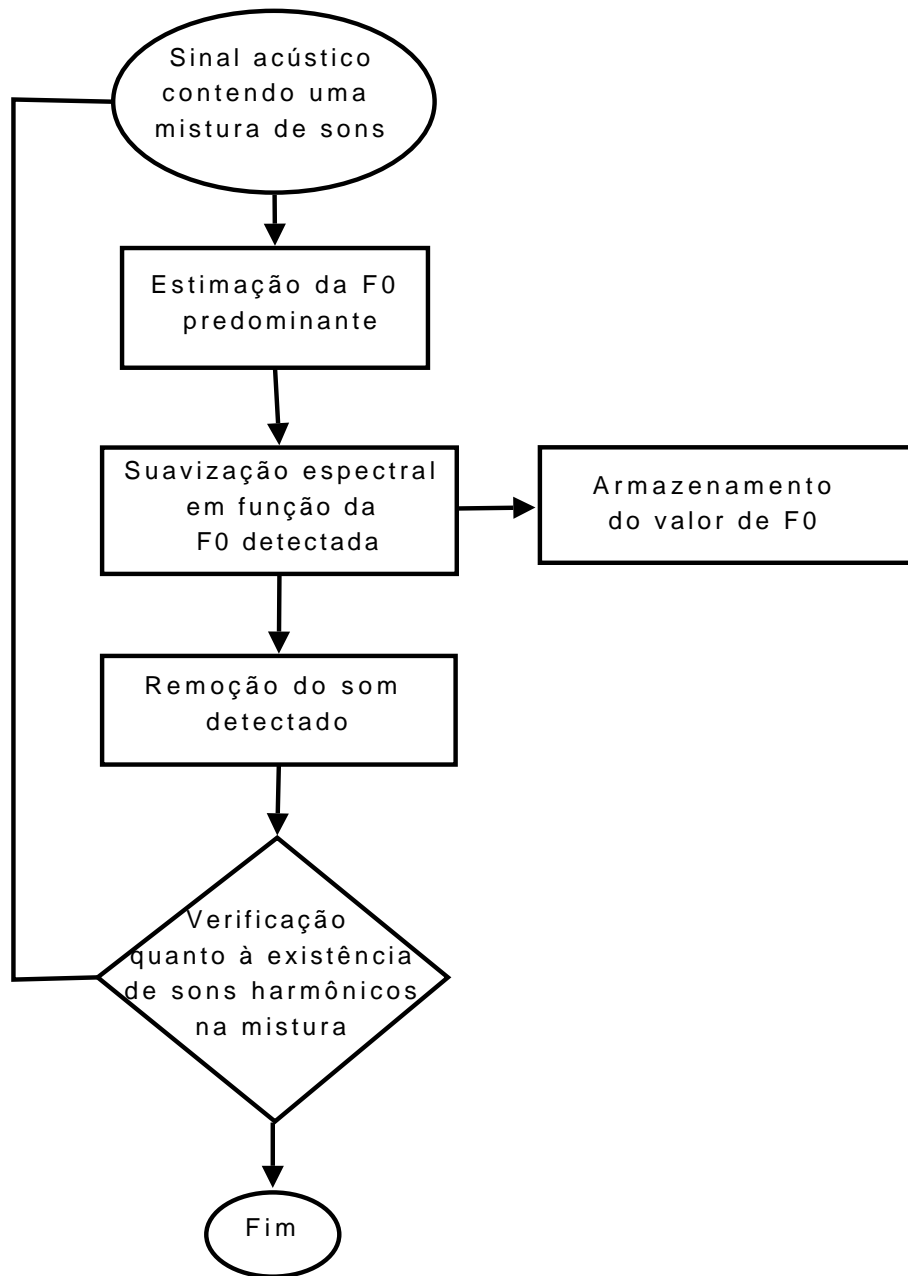 Sinal acústico
contendo uma
mistura de sons
Estimação da F0
predominante
Suavização espectral
em função da
F0 detectada
Armazenamento
do valor de F0
Remoção do som
detectado
Verificação
quanto à existência
de sons harmônicos
na mistura
Fim